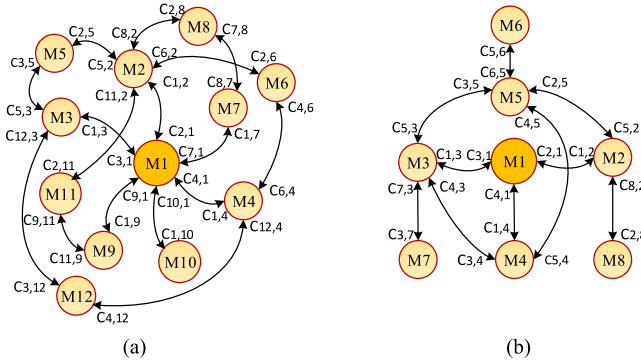 C2,8
M8
C2,5
C8,2
C7,8
M5
C6,2
C2,6
C3,5
C5,2
M2
M6
C11,2
C1,2
C8,7
M7
C4,6
C5,3
M3
C12,3
C1,3
C2,1
C1,7
C3,1
M1
C7,1
C2,11
C4,1
M11
C9,1
C10,1
C6,4
C1,4
M4
C9,11
C1,9
C12,4
C1,10
C11,9
M9
M10
C3,12
M12
C4,12
(a)
M6
C5,6
C6,5
C3,5
M5
C2,5
C4,5
C5,3
C5,2
M3
C1,3
C3,1
M1
C2,1
C1,2
M2
C7,3
C4,3
C4,1
C8,2
C1,4
C3,7
C2,8
M7
C3,4
M4
C5,4
M8
(b)